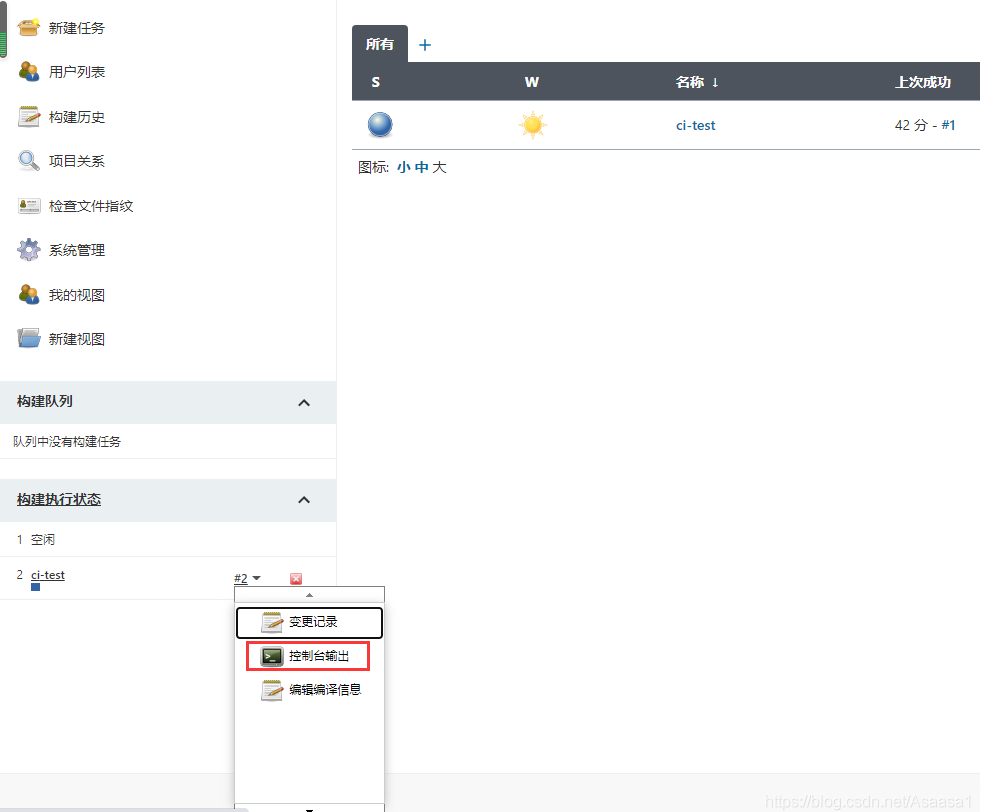 新建任务
用户列表
构建历史
项目关系
检查文件指纹
系统管理
我的视图
新建视图
构建队列
队列中没有构建任务
构建执行状态
1 空闲
2 ci-test #2
变更记录
控制台输出
编辑编译信息
所有 +
S W 名称 ↓ 上次成功
ci-test 42 分 - #1
图标: 小 中 大
https://blog.csdn.net/Asaasa1